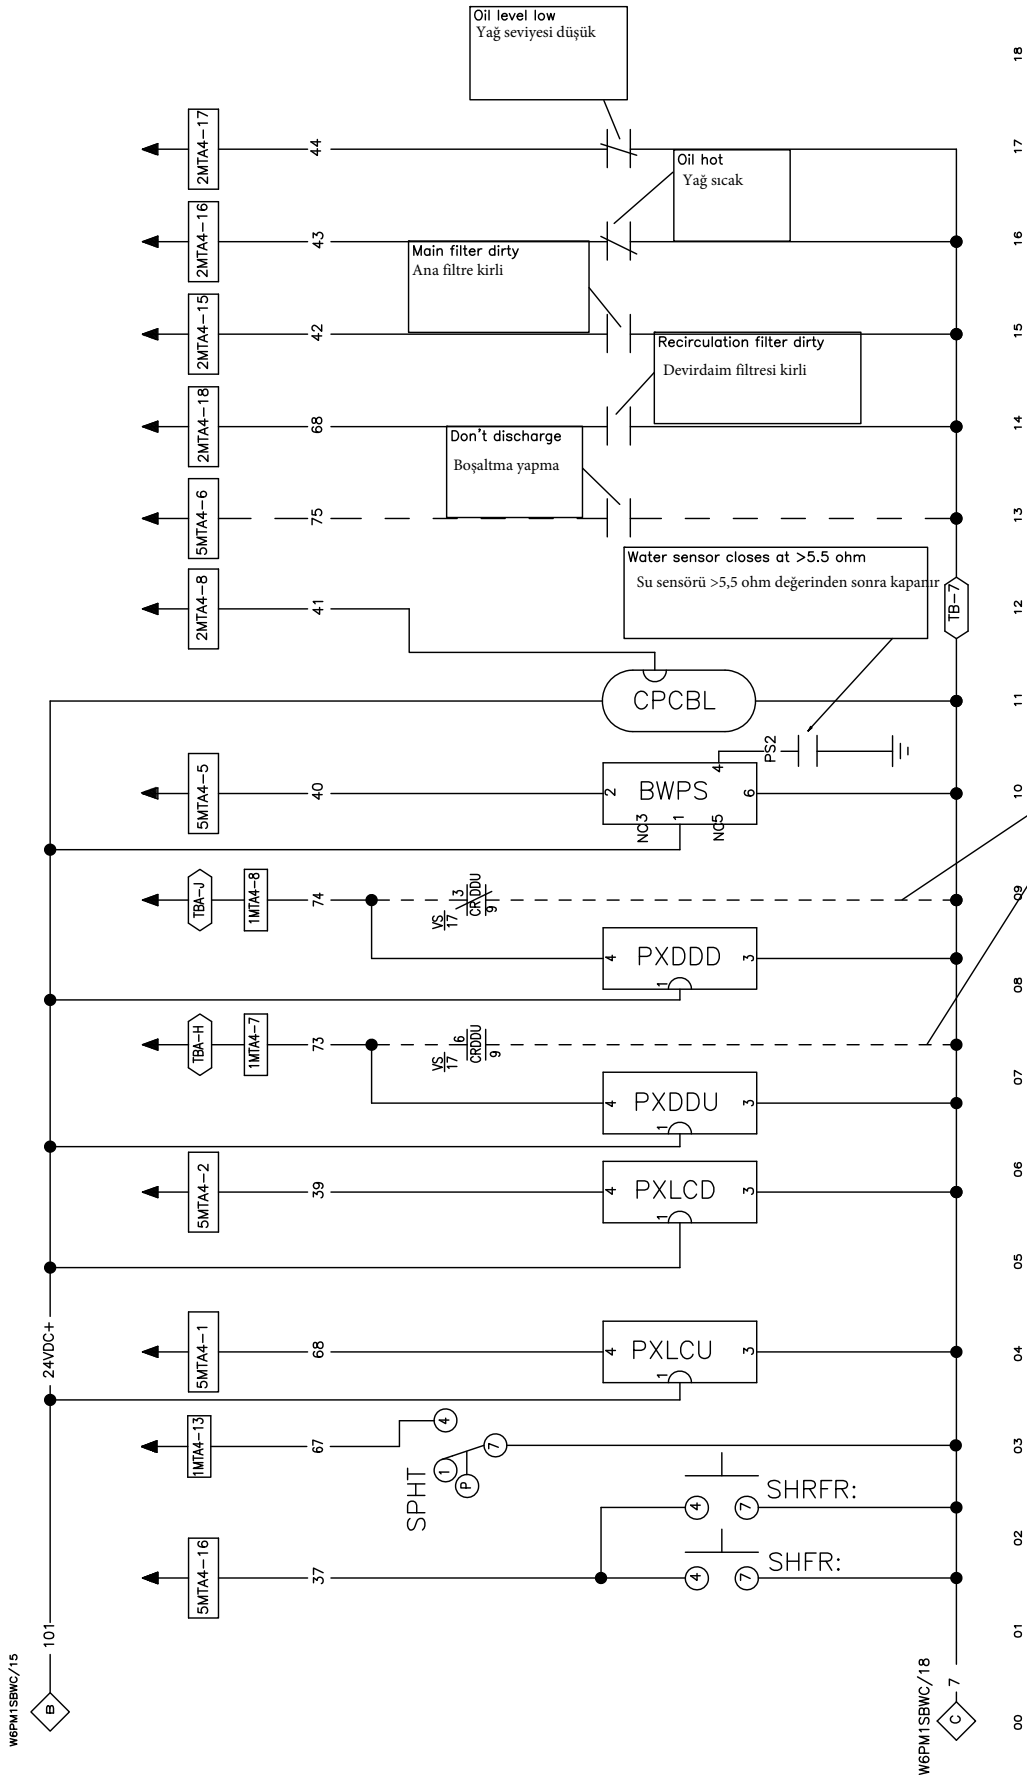 Oil level low
Yağ seviyesi düşük
18
2MTA4-17
44
17
Oil hot
Yağ sıcak
2MTA4-16
43
16
Main filter dirty
Ana filtre kirli
2MTA4-15
42
15
Recirculation filter dirty
Devirdaim filtresi kirli
2MTA4-18
68
14
Don't discharge
Boşaltma yapma
5MTA4-6
75
13
Water sensor closes at >5.5 ohm
Su sensörü >5,5 ohm değerinden sonra kapanır
2MTA4-8
41
TB-7
12
CPCBL
11
PS2
4
5MTA4-5
40
2
BWPS
6
10
NC3
1
NC5
TBA-J
1MTA4-8
74
VS
17
3
CRDDU
9
09
4
PXDDD
3
1
08
TBA-H
1MTA4-7
73
VS
17
6
CRDDU
9
07
4
PXDDU
3
1
06
5MTA4-2
39
4
PXLCD
3
1
05
24VDC+
5MTA4-1
68
4
PXLCU
3
1
04
1MTA4-13
67
4
7
1
P
SPHT
03
SHRFR:
4
7
02
5MTA4-16
37
SHFR:
4
7
01
W6PM1SBWC/15
B
101
W6PM1SBWC/18
C
7
00